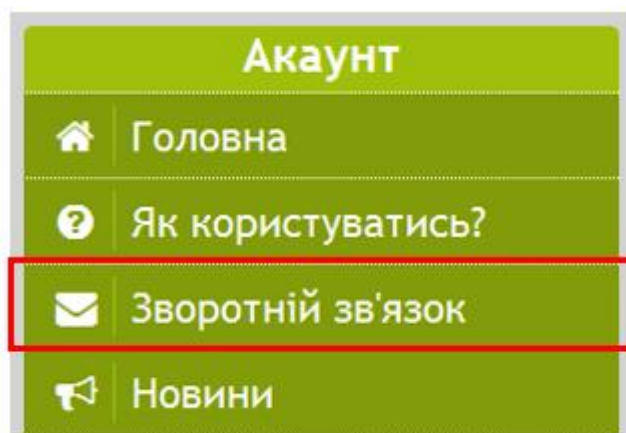 Акаунт
Головна
Як користуватись?
Зворотній зв'язок
Новини